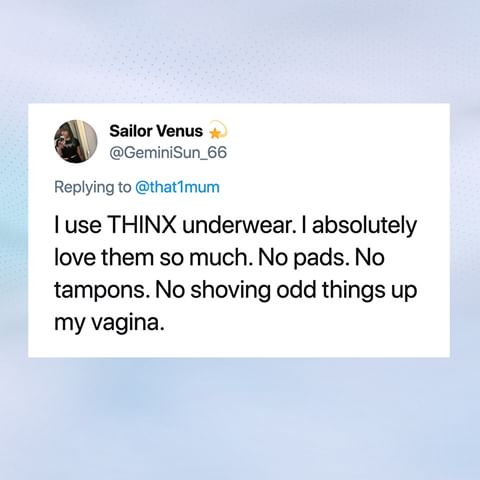 Sailor Venus 💫
@GeminiSun_66
Replying to @that1mum
I use THINX underwear. I absolutely
love them so much. No pads. No
tampons. No shoving odd things up
my vagina.